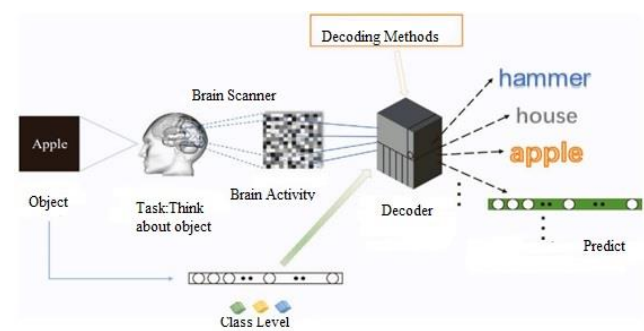 Decoding Methods
hammer
Brain Scanner
house
Apple
apple
Object
Task:Think
about object
Brain Activity
Decoder
Predict
Class Level